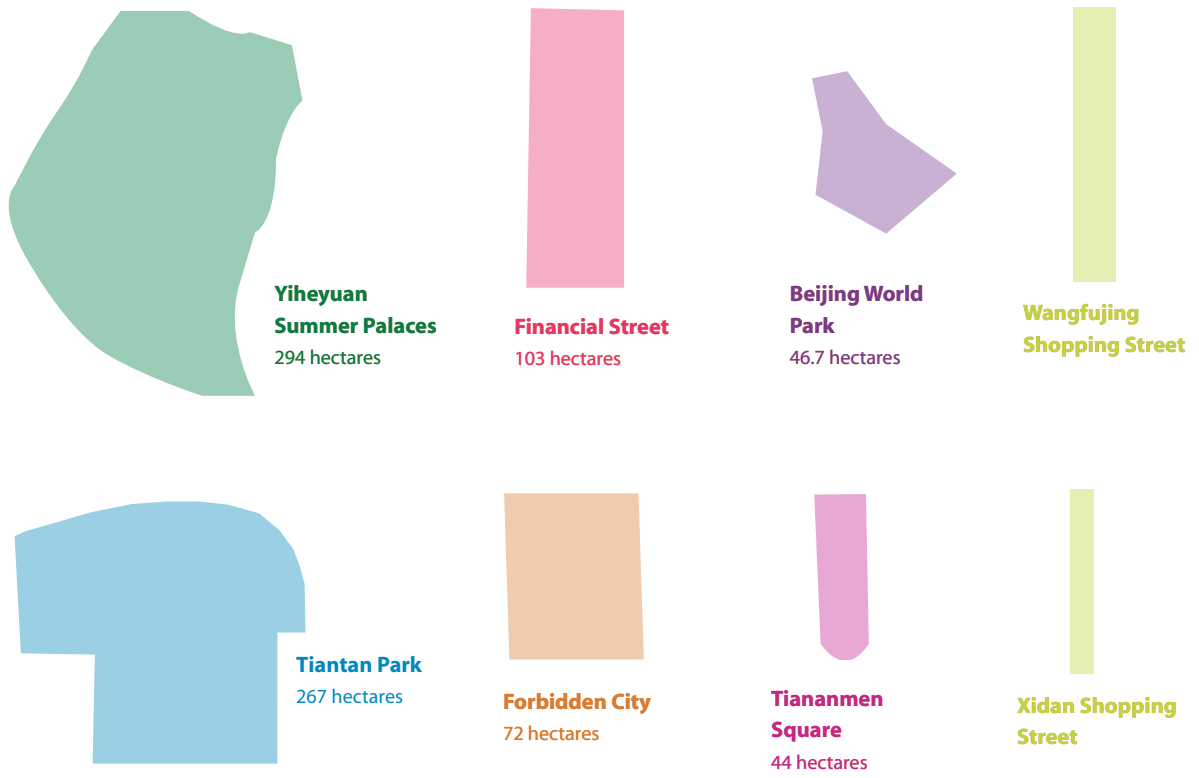 Yiheyuan
Summer Palaces
294 hectares
Financial Street
103 hectares
Beijing World
Park
46.7 hectares
Wangfujing
Shopping Street
Tiantan Park
267 hectares
Forbidden City
72 hectares
Tiananmen
Square
44 hectares
Xidan Shopping
Street